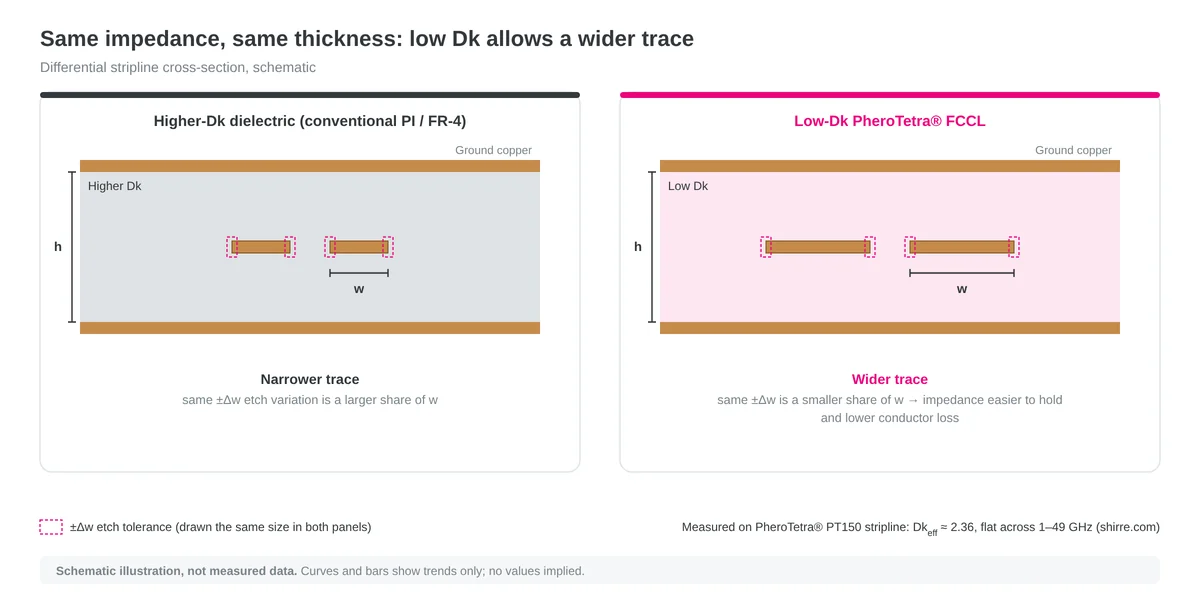 Same impedance, same thickness: low Dk allows a wider trace
Differential stripline cross-section, schematic
Higher-Dk dielectric (conventional PI / FR-4)
Ground copper
Higher Dk
h
w
Narrower trace
same ±Δw etch variation is a larger share of w
Low-Dk PheroTetra® FCCL
Ground copper
Low Dk
h
w
Wider trace
same ±Δw is a smaller share of w → impedance easier to hold
and lower conductor loss
±Δw etch tolerance (drawn the same size in both panels)
Measured on PheroTetra® PT150 stripline: Dkeff ≈ 2.36, flat across 1–49 GHz (shirre.com)
Schematic illustration, not measured data. Curves and bars show trends only; no values implied.